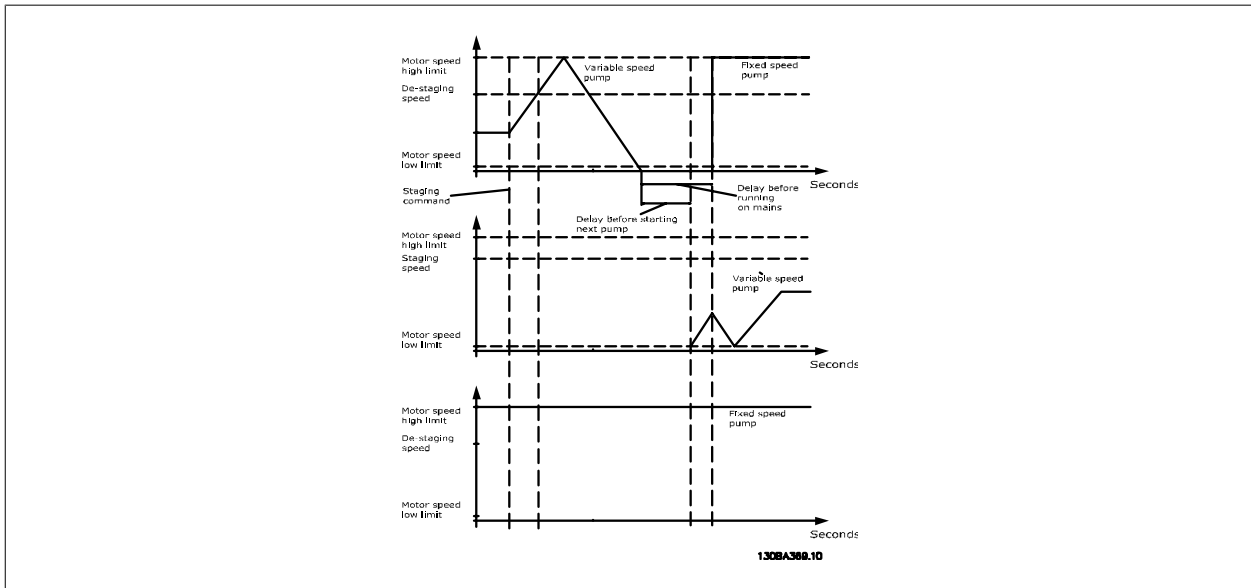 Motor speed
high limit
Variable speed
pump
Fixed speed
pump
De-staging
speed
Motor speed
low limit
Seconds
Staging
command
Delay before
running
on mains
Delay before starting
next pump
Motor speed
high limit
Staging
speed
Variable speed
pump
Motor speed
low limit
Seconds
Motor speed
high limit
Fixed speed
pump
De-staging
speed
Motor speed
low limit
Seconds
130BA369.10